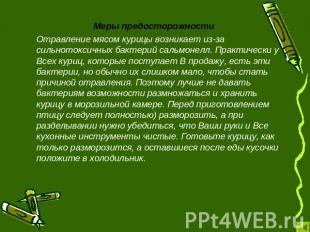 Меры предосторожности
Отравление мясом курицы возникает из-за
сильнотоксичных бактерий сальмонелл. Практически у
Всех куриц, которые поступает В продажу, есть эти
бактерии, но обычно их слишком мало, чтобы стать
причиной отравления. Поэтому лучше не давать
бактериям возможности размножаться и хранить
курицу в морозильной камере. Перед приготовлением
птицу следует полностью) разморозить, а при
разделывании нужно убедиться, что Ваши руки и Все
кухонные инструменты чистые. Готовьте курицу, как
только разморозится, а оставшиеся после еды кусочки
положите в холодильник.
PPt4WEB.ru